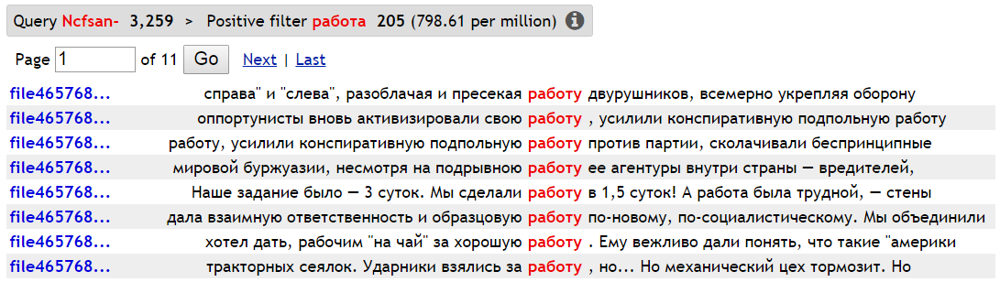 Query Ncfsan- 3,259 > Positive filter работа 205 (798.61 per million)
Page 1 of 11 Go Next | Last
file465768... справа" и "слева", разоблачая и пресекая работу двурушников, всемерно укрепляя оборону
file465768... оппортунисты вновь активизировали свою работу , усилили конспиративную подпольную работу
file465768... работу, усилили конспиративную подпольную работу против партии, сколачивали беспринципные
file465768... мировой буржуазии, несмотря на подрывною работу ее агентуры внутри страны — вредителей,
file465768... Наше задание было — 3 суток. Мы сделали работу в 1,5 суток! А работа была трудной, — стены
file465768... дала взаимную ответственность и образцовую работу по-новому, по-социалистическому. Мы объединили
file465768... хотел дать, рабочим "на чай" за хорошую работу . Ему вежливо дали понять, что такие "америки
file465768... тракторных сеялок. Ударники взялись за работу , но... Но механический цех тормозит. Но